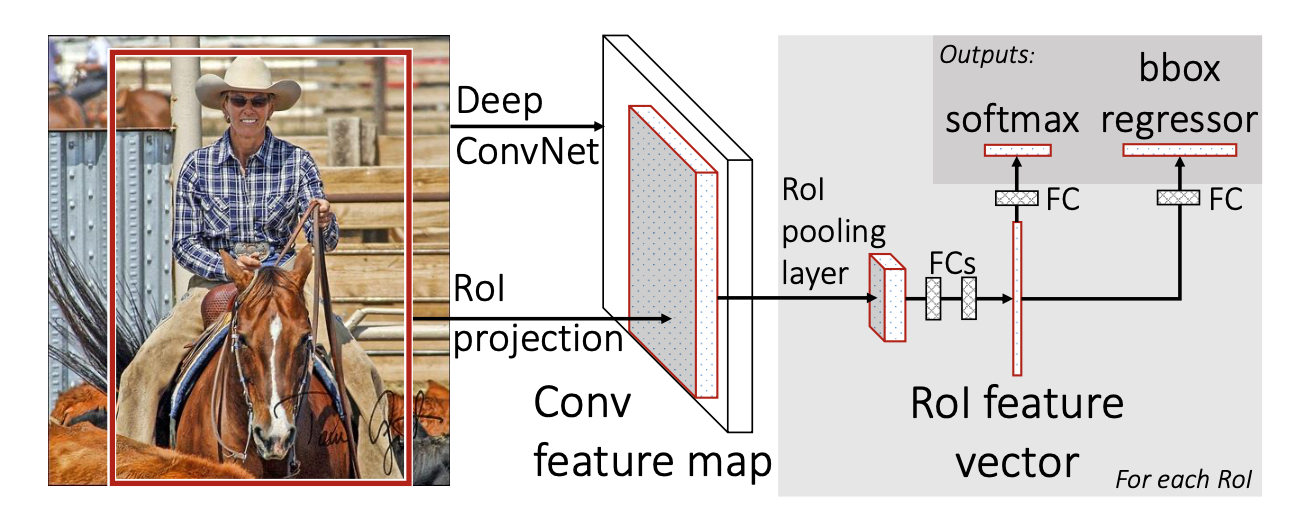 Deep
ConvNet
RoI
projection
Conv
feature map
RoI
pooling
layer
FCs
Outputs:
softmax
bbox
regressor
FC
FC
RoI feature
vector
For each RoI